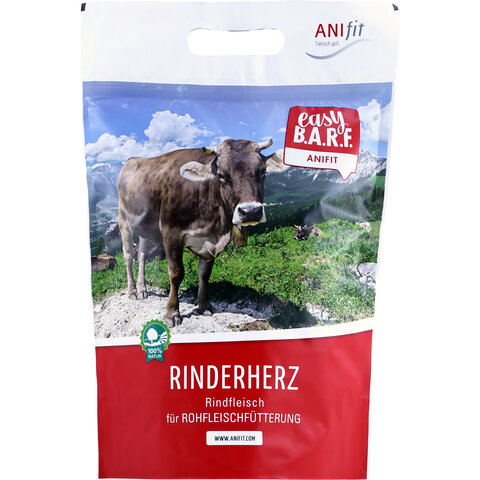 ANIfit
Tierisch gut.
easy
B.A.R.F.
ANIFIT
100%
NATUR
RINDERHERZ
Rindfleisch
für ROHFLEISCHFÜTTERUNG
WWW.ANIFIT.COM